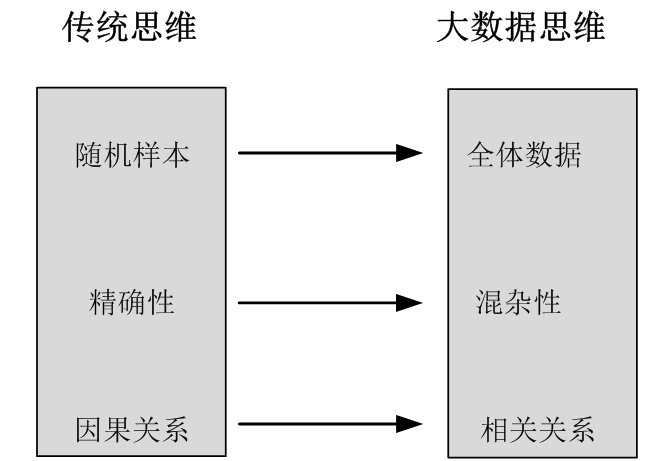 传统思维
大数据思维
随机样本
全体数据
精确性
混杂性
因果关系
相关关系